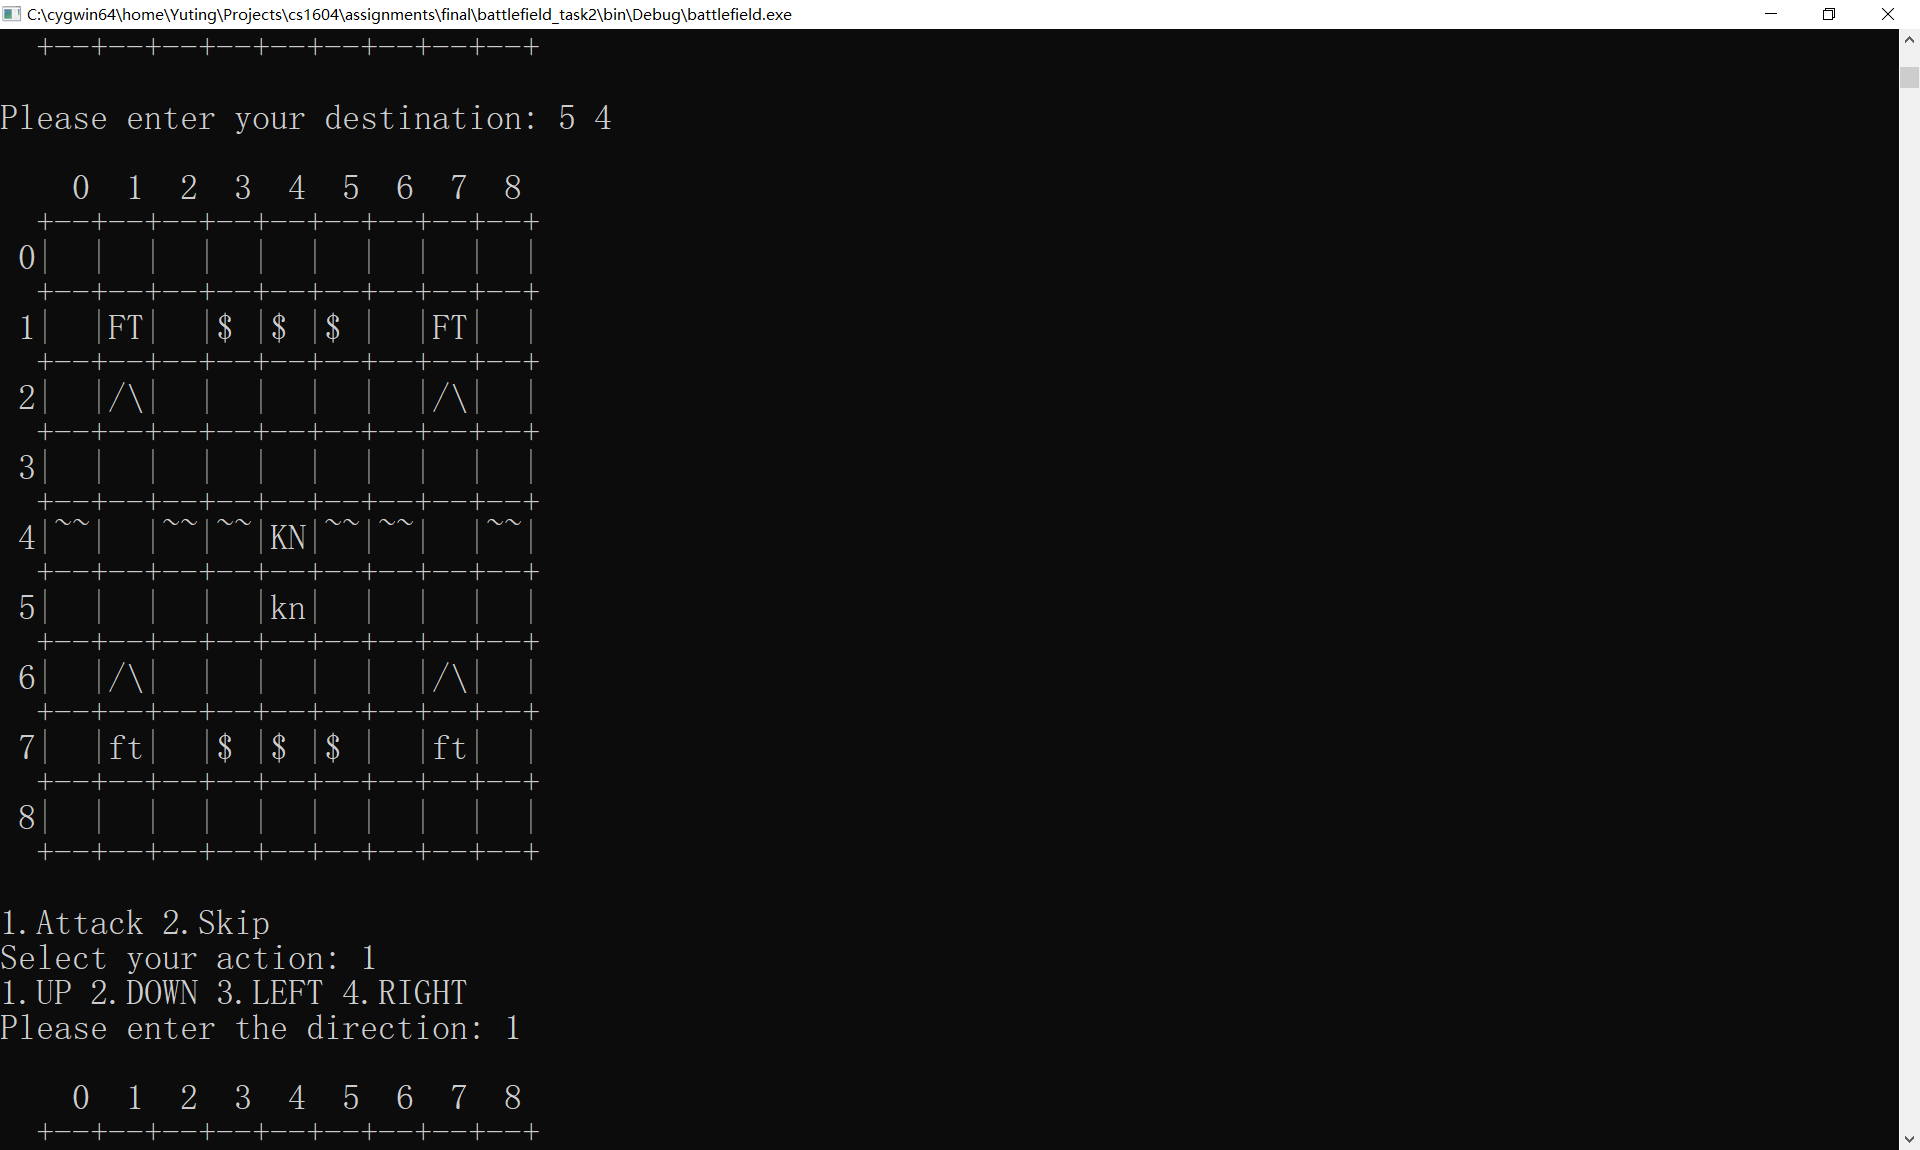 C:\cygwin64\home\Yuting\Projects\cs1604\assignments\final\battlefield_task2\bin\Debug\battlefield.exe
  +--+--+--+--+--+--+--+--+--+
Please enter your destination: 5 4
    0  1  2  3  4  5  6  7  8
  +--+--+--+--+--+--+--+--+--+
 0|  |  |  |  |  |  |  |  |  |
  +--+--+--+--+--+--+--+--+--+
 1|  |FT|  |$ |$ |$ |  |FT|  |
  +--+--+--+--+--+--+--+--+--+
 2|  |/\|  |  |  |  |  |/\|  |
  +--+--+--+--+--+--+--+--+--+
 3|  |  |  |  |  |  |  |  |  |
  +--+--+--+--+--+--+--+--+--+
 4|~~|  |~~|~~|KN|~~|~~|  |~~|
  +--+--+--+--+--+--+--+--+--+
 5|  |  |  |  |kn|  |  |  |  |
  +--+--+--+--+--+--+--+--+--+
 6|  |/\|  |  |  |  |  |/\|  |
  +--+--+--+--+--+--+--+--+--+
 7|  |ft|  |$ |$ |$ |  |ft|  |
  +--+--+--+--+--+--+--+--+--+
 8|  |  |  |  |  |  |  |  |  |
  +--+--+--+--+--+--+--+--+--+
1.Attack 2.Skip
Select your action: 1
1.UP 2.DOWN 3.LEFT 4.RIGHT
Please enter the direction: 1
    0  1  2  3  4  5  6  7  8
  +--+--+--+--+--+--+--+--+--+